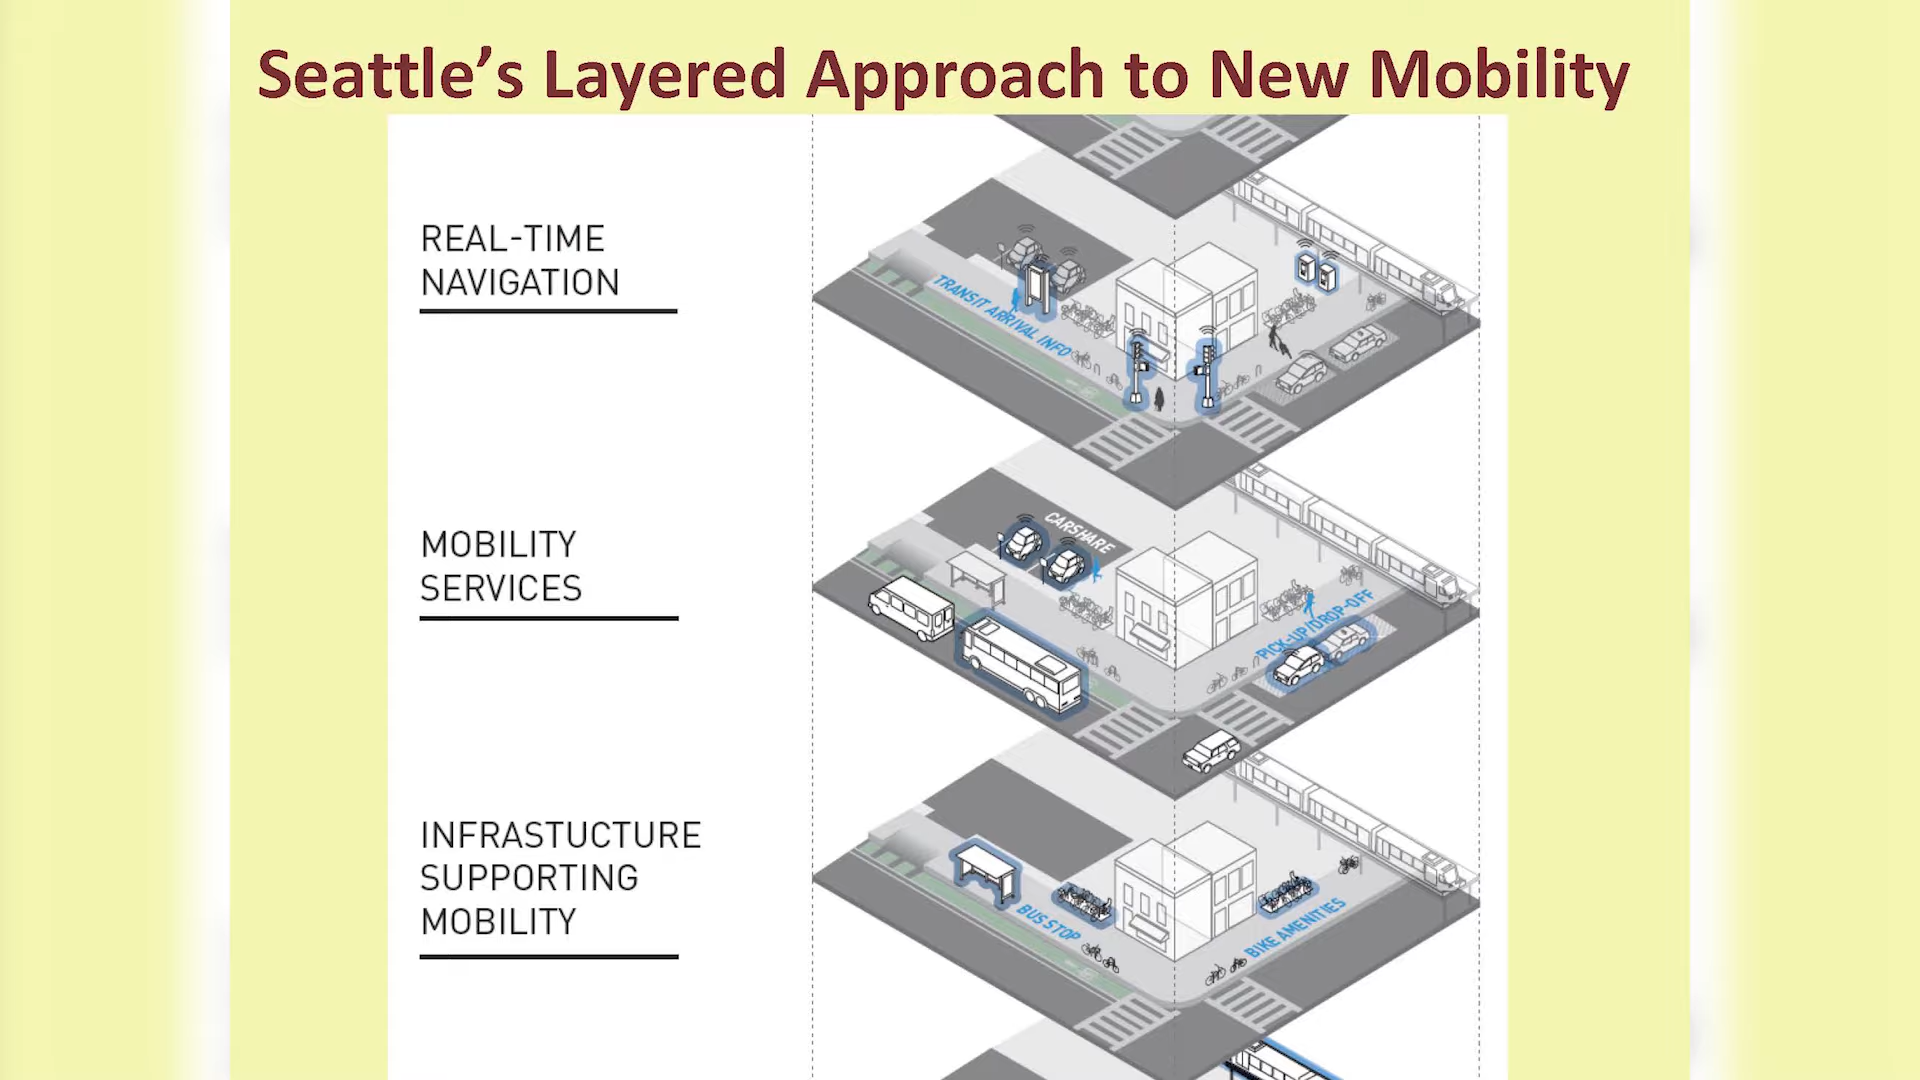 Seattle’s Layered Approach to New Mobility
REAL-TIME
NAVIGATION
TRANSIT ARRIVAL INFO
MOBILITY
SERVICES
CARSHARE
PICK-UP/DROP-OFF
INFRASTUCTURE
SUPPORTING
MOBILITY
BUS STOP
BIKE AMENITIES